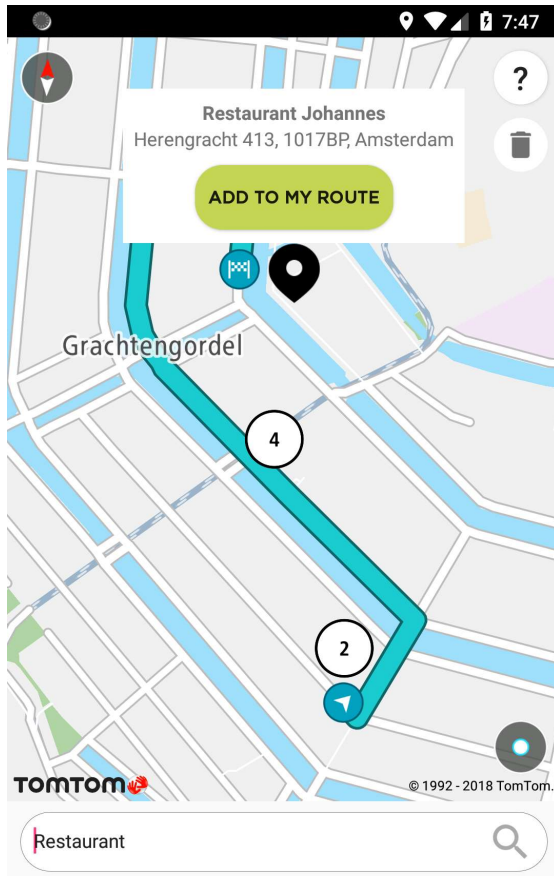 7:47
?
Restaurant Johannes
Herengracht 413, 1017BP, Amsterdam
ADD TO MY ROUTE
Grachtengordel
4
2
TOMTOM
© 1992 - 2018 TomTom.
Restaurant